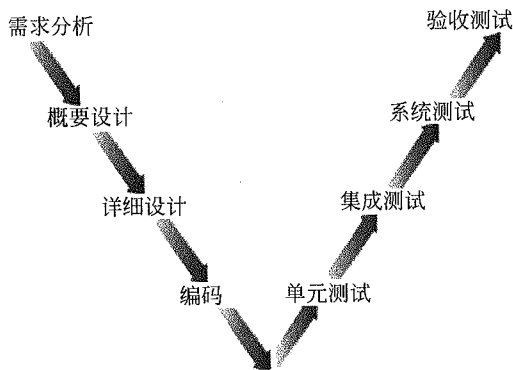 需求分析
验收测试
概要设计
系统测试
详细设计
集成测试
编码
单元测试